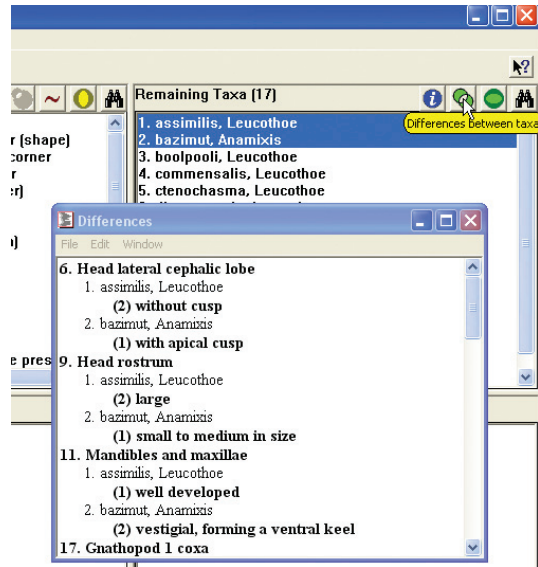 Remaining Taxa (17)
Differences between taxa
r (shape)
corner
r
er)
)
e pres
1. assimilis, Leucothoe
2. bazimut, Anamixis
3. boolpooli, Leucothoe
4. commensalis, Leucothoe
5. ctenochasma, Leucothoe
Differences
File Edit Window
6. Head lateral cephalic lobe
1. assimilis, Leucothoe
(2) without cusp
2. bazimut, Anamixis
(1) with apical cusp
9. Head rostrum
1. assimilis, Leucothoe
(2) large
2. bazimut, Anamixis
(1) small to medium in size
11. Mandibles and maxillae
1. assimilis, Leucothoe
(1) well developed
2. bazimut, Anamixis
(2) vestigial, forming a ventral keel
17. Gnathopod 1 coxa